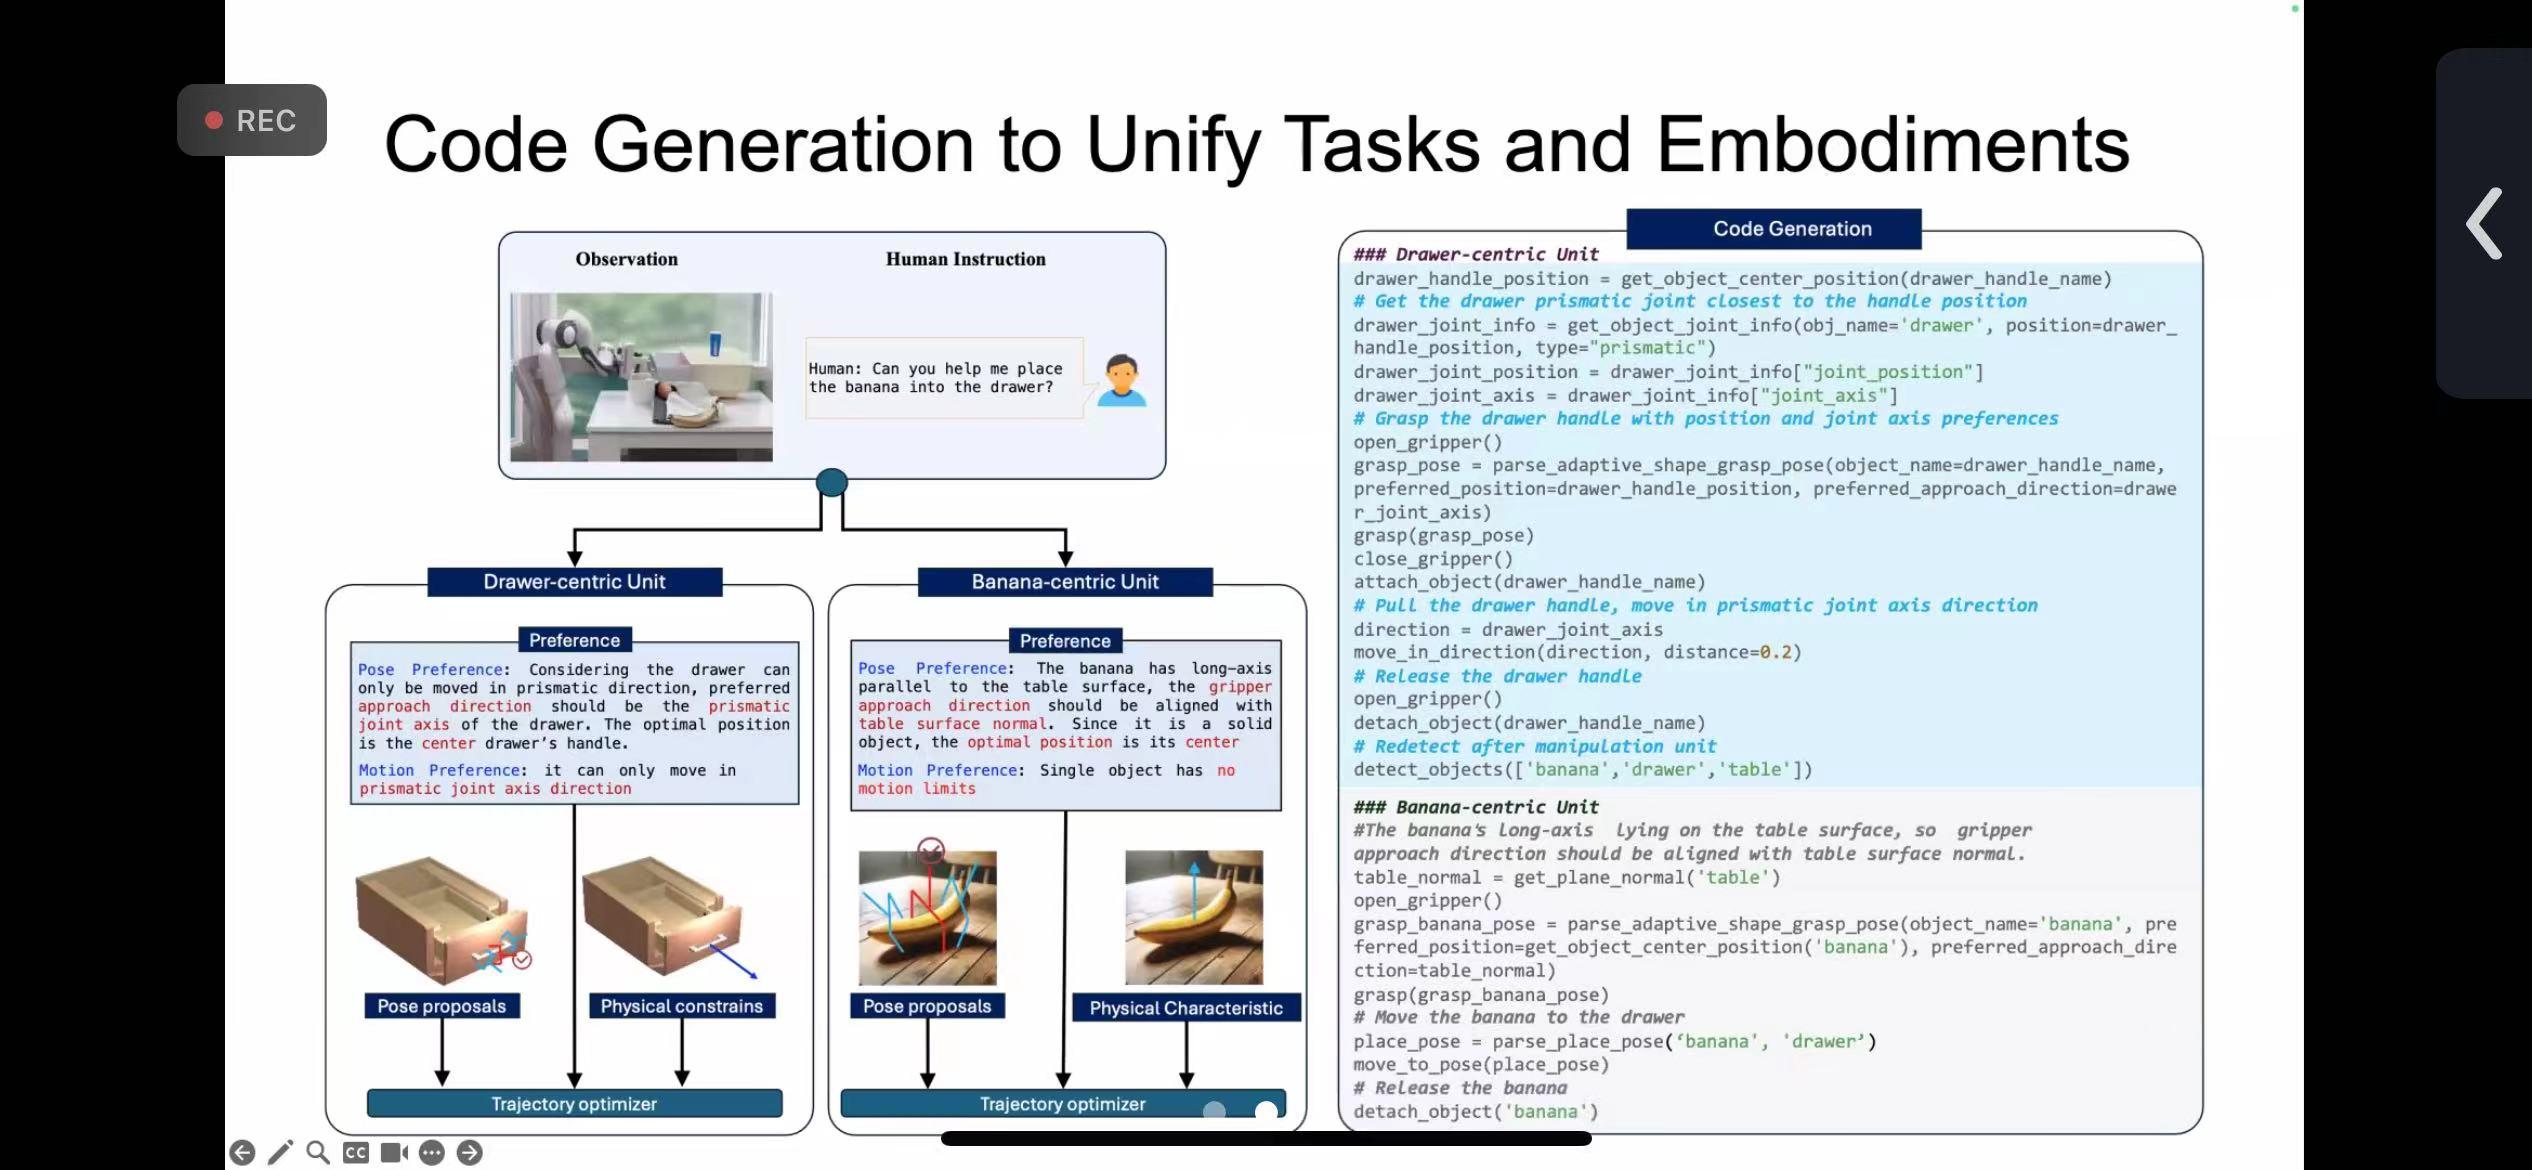 REC
Code Generation to Unify Tasks and Embodiments
Observation
Human Instruction
Human: Can you help me place
the banana into the drawer?
Drawer-centric Unit
Preference
Pose Preference: Considering the drawer can
only be moved in prismatic direction, preferred
approach direction should be the prismatic
joint axis of the drawer. The optimal position
is the center drawer's handle.
Motion Preference: it can only move in
prismatic joint axis direction
Pose proposals
Physical constrains
Trajectory optimizer
Banana-centric Unit
Preference
Pose Preference: The banana has long-axis
parallel to the table surface, the gripper
approach direction should be aligned with
table surface normal. Since it is a solid
object, the optimal position is its center
Motion Preference: Single object has no
motion limits
Pose proposals
Physical Characteristic
Trajectory optimizer
Code Generation
### Drawer-centric Unit
drawer_handle_position = get_object_center_position(drawer_handle_name)
# Get the drawer prismatic joint closest to the handle position
drawer_joint_info = get_object_joint_info(obj_name='drawer', position=drawer_
handle_position, type="prismatic")
drawer_joint_position = drawer_joint_info["joint_position"]
drawer_joint_axis = drawer_joint_info["joint_axis"]
# Grasp the drawer handle with position and joint axis preferences
open_gripper()
grasp_pose = parse_adaptive_shape_grasp_pose(object_name=drawer_handle_name,
preferred_position=drawer_handle_position, preferred_approach_direction=drawe
r_joint_axis)
grasp(grasp_pose)
close_gripper()
attach_object(drawer_handle_name)
# Pull the drawer handle, move in prismatic joint axis direction
direction = drawer_joint_axis
move_in_direction(direction, distance=0.2)
# Release the drawer handle
open_gripper()
detach_object(drawer_handle_name)
# Redetect after manipulation unit
detect_objects(['banana','drawer','table'])
### Banana-centric Unit
#The banana's long-axis lying on the table surface, so gripper
approach direction should be aligned with table surface normal.
table_normal = get_plane_normal('table')
open_gripper()
grasp_banana_pose = parse_adaptive_shape_grasp_pose(object_name='banana', pre
ferred_position=get_object_center_position('banana'), preferred_approach_dire
ction=table_normal)
grasp(grasp_banana_pose)
# Move the banana to the drawer
place_pose = parse_place_pose(‘banana', 'drawer’)
move_to_pose(place_pose)
# Release the banana
detach_object('banana')
CC